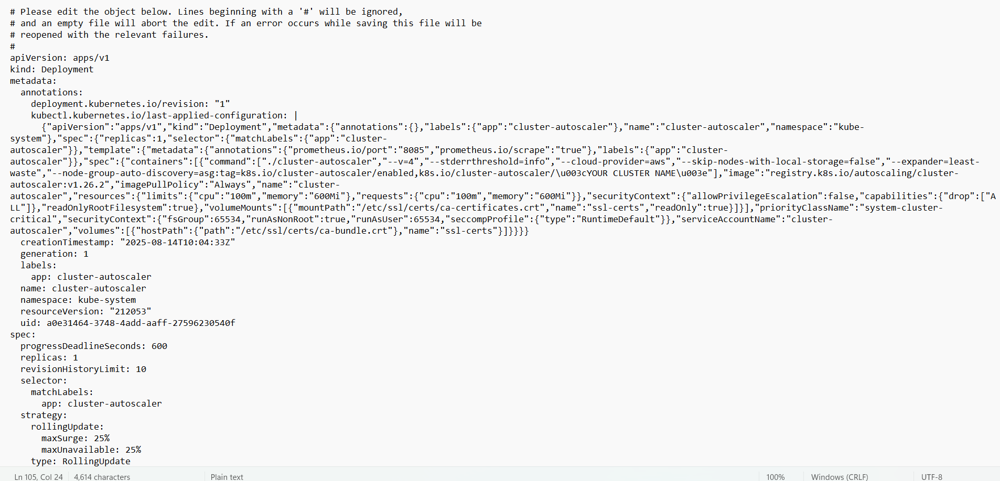 # Please edit the object below. Lines beginning with a '#' will be ignored,
# and an empty file will abort the edit. If an error occurs while saving this file will be
# reopened with the relevant failures.
#
apiVersion: apps/v1
kind: Deployment
metadata:
  annotations:
    deployment.kubernetes.io/revision: "1"
    kubectl.kubernetes.io/last-applied-configuration: |
      {"apiVersion":"apps/v1","kind":"Deployment","metadata":{"annotations":{},"labels":{"app":"cluster-autoscaler"},"name":"cluster-autoscaler","namespace":"kube-
system"},"spec":{"replicas":1,"selector":{"matchLabels":{"app":"cluster-
autoscaler"}},"template":{"metadata":{"annotations":{"prometheus.io/port":"8085","prometheus.io/scrape":"true"},"labels":{"app":"cluster-
autoscaler"}},"spec":{"containers":[{"command":["./cluster-autoscaler","--v=4","--stderrthreshold=info","--cloud-provider=aws","--skip-nodes-with-local-storage=false","--expander=least-
waste","--node-group-auto-discovery=asg:tag=k8s.io/cluster-autoscaler/enabled,k8s.io/cluster-autoscaler/\u003cYOUR CLUSTER NAME\u003e"],"image":"registry.k8s.io/autoscaling/cluster-
autoscaler:v1.26.2","imagePullPolicy":"Always","name":"cluster-
autoscaler","resources":{"limits":{"cpu":"100m","memory":"600Mi"},"requests":{"cpu":"100m","memory":"600Mi"}},"securityContext":{"allowPrivilegeEscalation":false,"capabilities":{"drop":["A
LL"]},"readOnlyRootFilesystem":true},"volumeMounts":[{"mountPath":"/etc/ssl/certs/ca-certificates.crt","name":"ssl-certs","readOnly":true}]}],"priorityClassName":"system-cluster-
critical","securityContext":{"fsGroup":65534,"runAsNonRoot":true,"runAsUser":65534,"seccompProfile":{"type":"RuntimeDefault"}},"serviceAccountName":"cluster-
autoscaler","volumes":[{"hostPath":{"path":"/etc/ssl/certs/ca-bundle.crt"},"name":"ssl-certs"}]}}}}
  creationTimestamp: "2025-08-14T10:04:33Z"
  generation: 1
  labels:
    app: cluster-autoscaler
  name: cluster-autoscaler
  namespace: kube-system
  resourceVersion: "212053"
  uid: a0e31464-3748-4add-aaff-27596230540f
spec:
  progressDeadlineSeconds: 600
  replicas: 1
  revisionHistoryLimit: 10
  selector:
    matchLabels:
      app: cluster-autoscaler
  strategy:
    rollingUpdate:
      maxSurge: 25%
      maxUnavailable: 25%
    type: RollingUpdate
Ln 105, Col 24 4,614 characters Plain text 100% Windows (CRLF) UTF-8